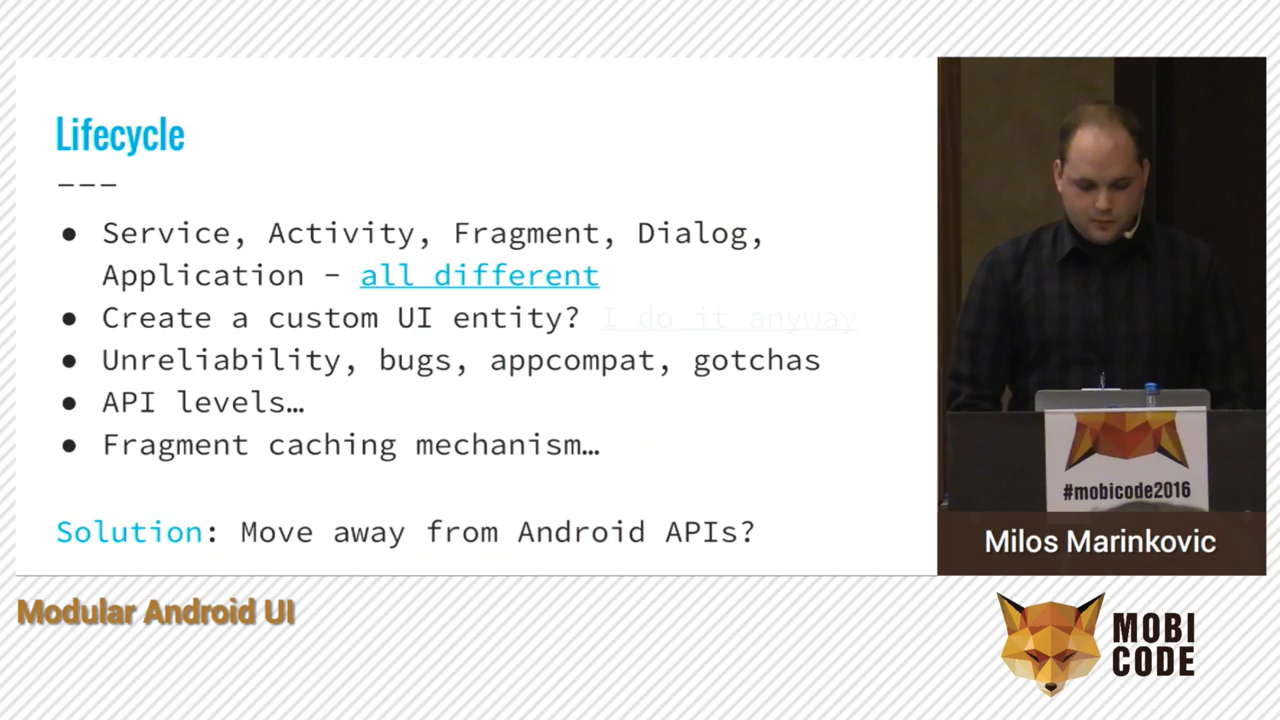 Lifecycle
---
● Service, Activity, Fragment, Dialog,
Application - all different
● Create a custom UI entity? I do it anyway
● Unreliability, bugs, appcompat, gotchas
● API levels…
● Fragment caching mechanism…
Solution: Move away from Android APIs?
#mobicode2016
Milos Marinkovic
Modular Android UI
MOBI
CODE